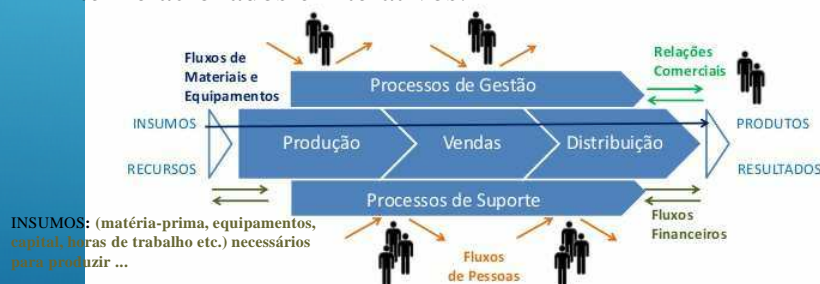 Fluxos de
Materiais e
Equipamentos
Relações
Comerciais
Processos de Gestão
INSUMOS
PRODUTOS
Produção
Vendas
Distribuição
RECURSOS
RESULTADOS
Processos de Suporte
INSUMOS: (matéria-prima, equipamentos,
capital, horas de trabalho etc.) necessários
para produzir ...
Fluxos
Financeiros
Fluxos
de Pessoas